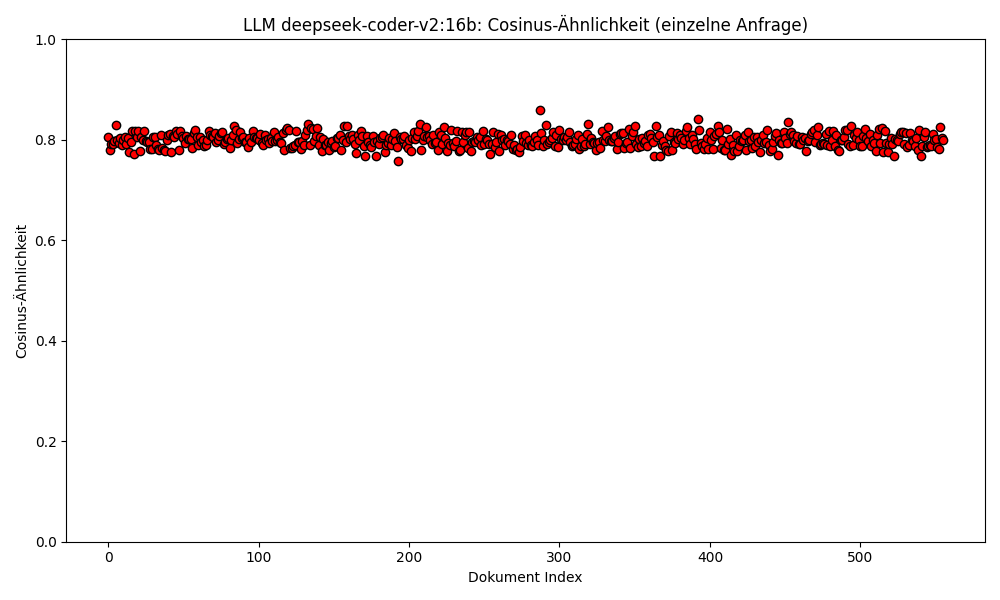 LLM deepseek-coder-v2:16b: Cosinus-Ähnlichkeit (einzelne Anfrage)
1.0
0.8
0.6
0.4
0.2
0.0
Cosinus-Ähnlichkeit
0 100 200 300 400 500
Dokument Index